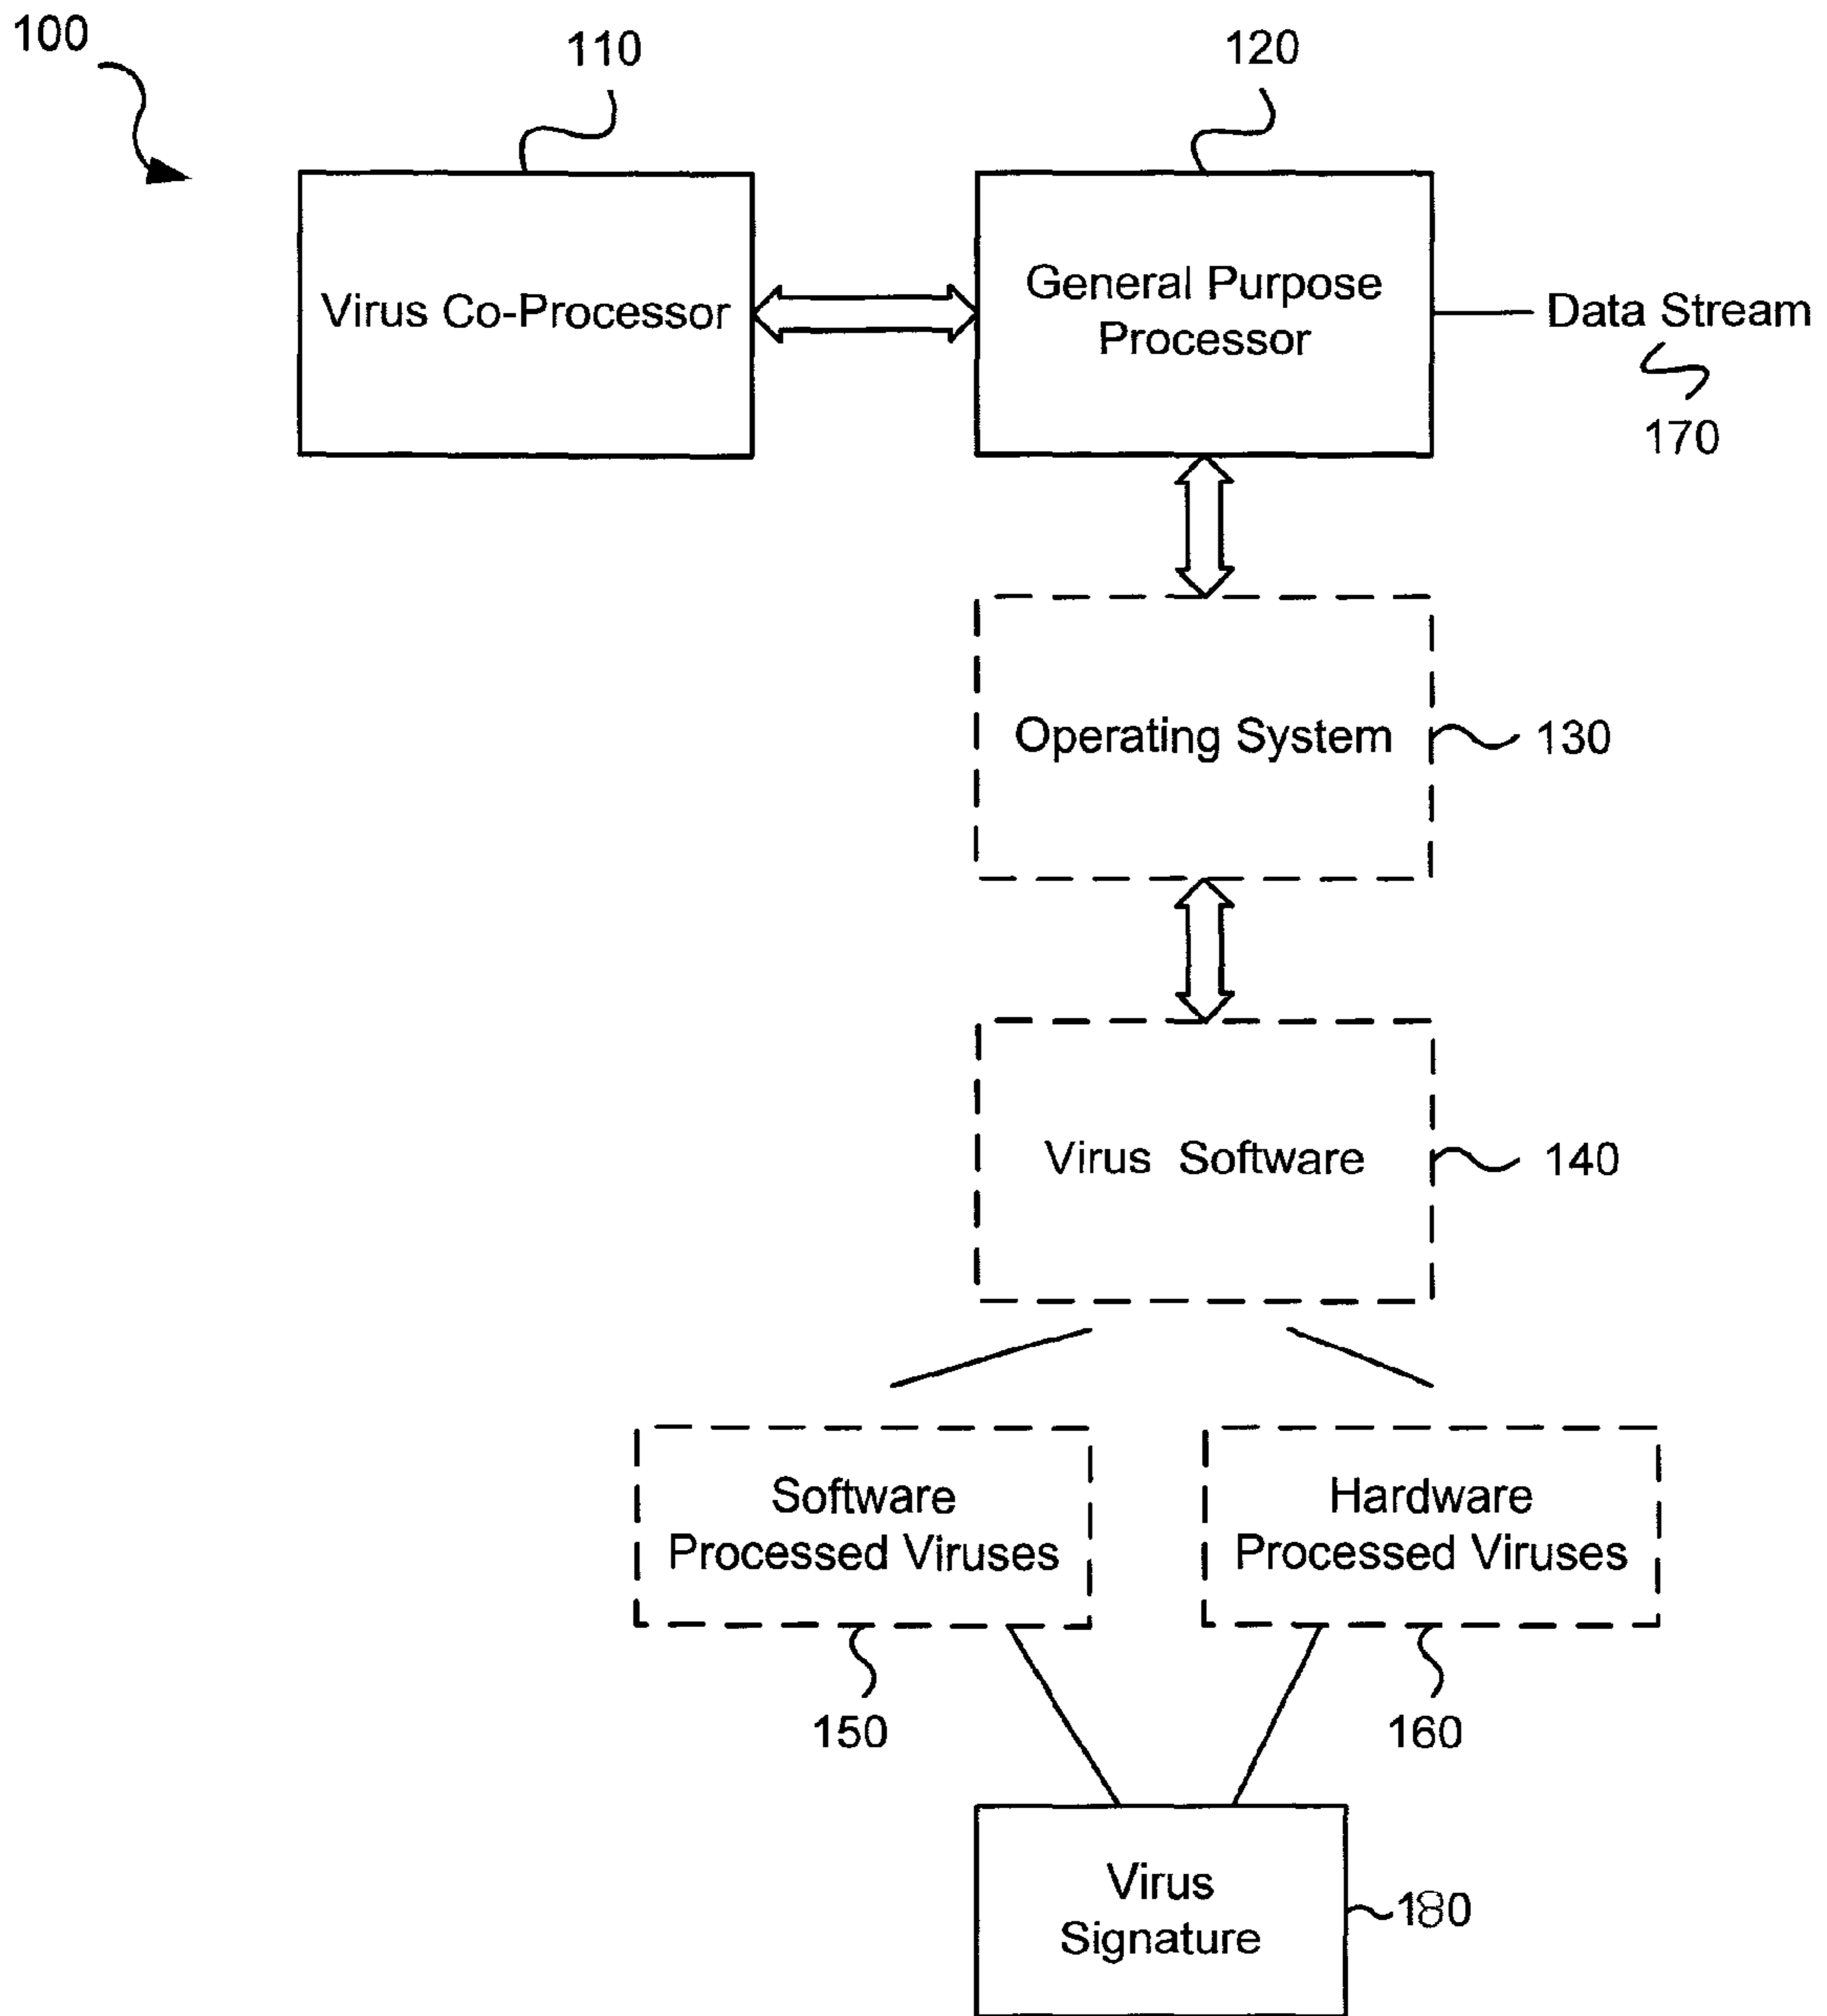 100
110
120
Virus Co-Processor
General Purpose
Processor
Data Stream
170
Operating System
130
Virus Software
140
Software
Processed Viruses
Hardware
Processed Viruses
150
160
Virus
Signature
180